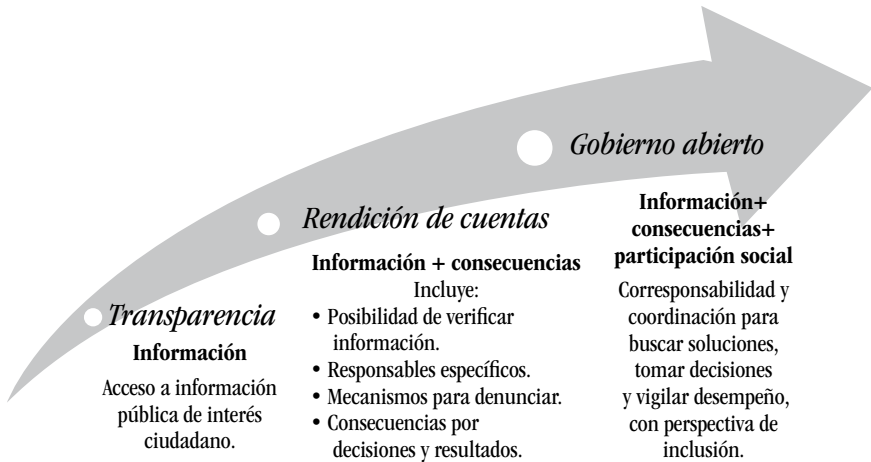 Transparencia
Información
Acceso a información
pública de interés
ciudadano.
Rendición de cuentas
Información + consecuencias
Incluye:
• Posibilidad de verificar
información.
• Responsables específicos.
• Mecanismos para denunciar.
• Consecuencias por
decisiones y resultados.
Gobierno abierto
Información+
consecuencias+
participación social
Corresponsabilidad y
coordinación para
buscar soluciones,
tomar decisiones
y vigilar desempeño,
con perspectiva de
inclusión.